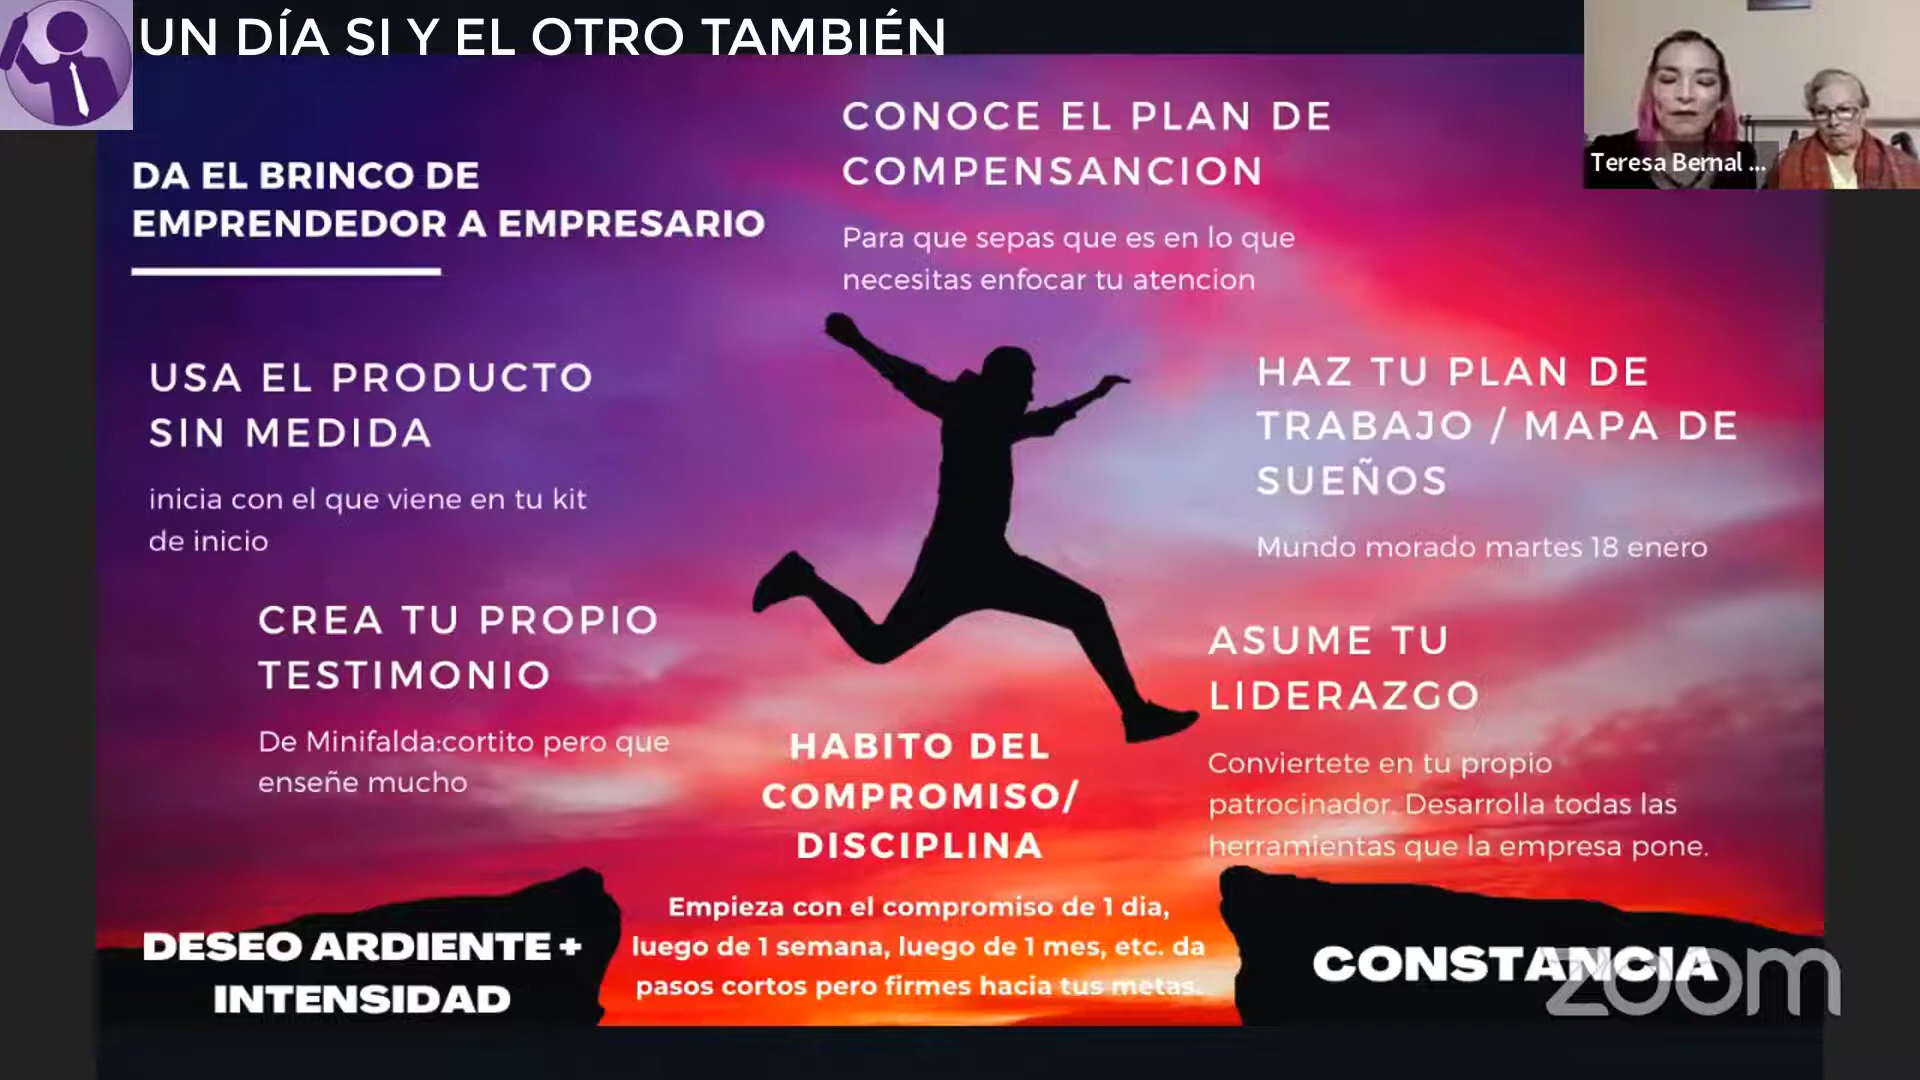 UN DÍA SI Y EL OTRO TAMBIÉN
Teresa Bernal ...
DA EL BRINCO DE
EMPRENDEDOR A EMPRESARIO
CONOCE EL PLAN DE
COMPENSANCION
Para que sepas que es en lo que
necesitas enfocar tu atencion
USA EL PRODUCTO
SIN MEDIDA
inicia con el que viene en tu kit
de inicio
HAZ TU PLAN DE
TRABAJO / MAPA DE
SUEÑOS
Mundo morado martes 18 enero
CREA TU PROPIO
TESTIMONIO
De Minifalda:cortito pero que
enseñe mucho
ASUME TU
LIDERAZGO
Conviertete en tu propio
patrocinador. Desarrolla todas las
herramientas que la empresa pone.
HABITO DEL
COMPROMISO/
DISCIPLINA
Empieza con el compromiso de 1 dia,
luego de 1 semana, luego de 1 mes, etc. da
pasos cortos pero firmes hacia tus metas.
DESEO ARDIENTE +
INTENSIDAD
CONSTANCIA
zoom